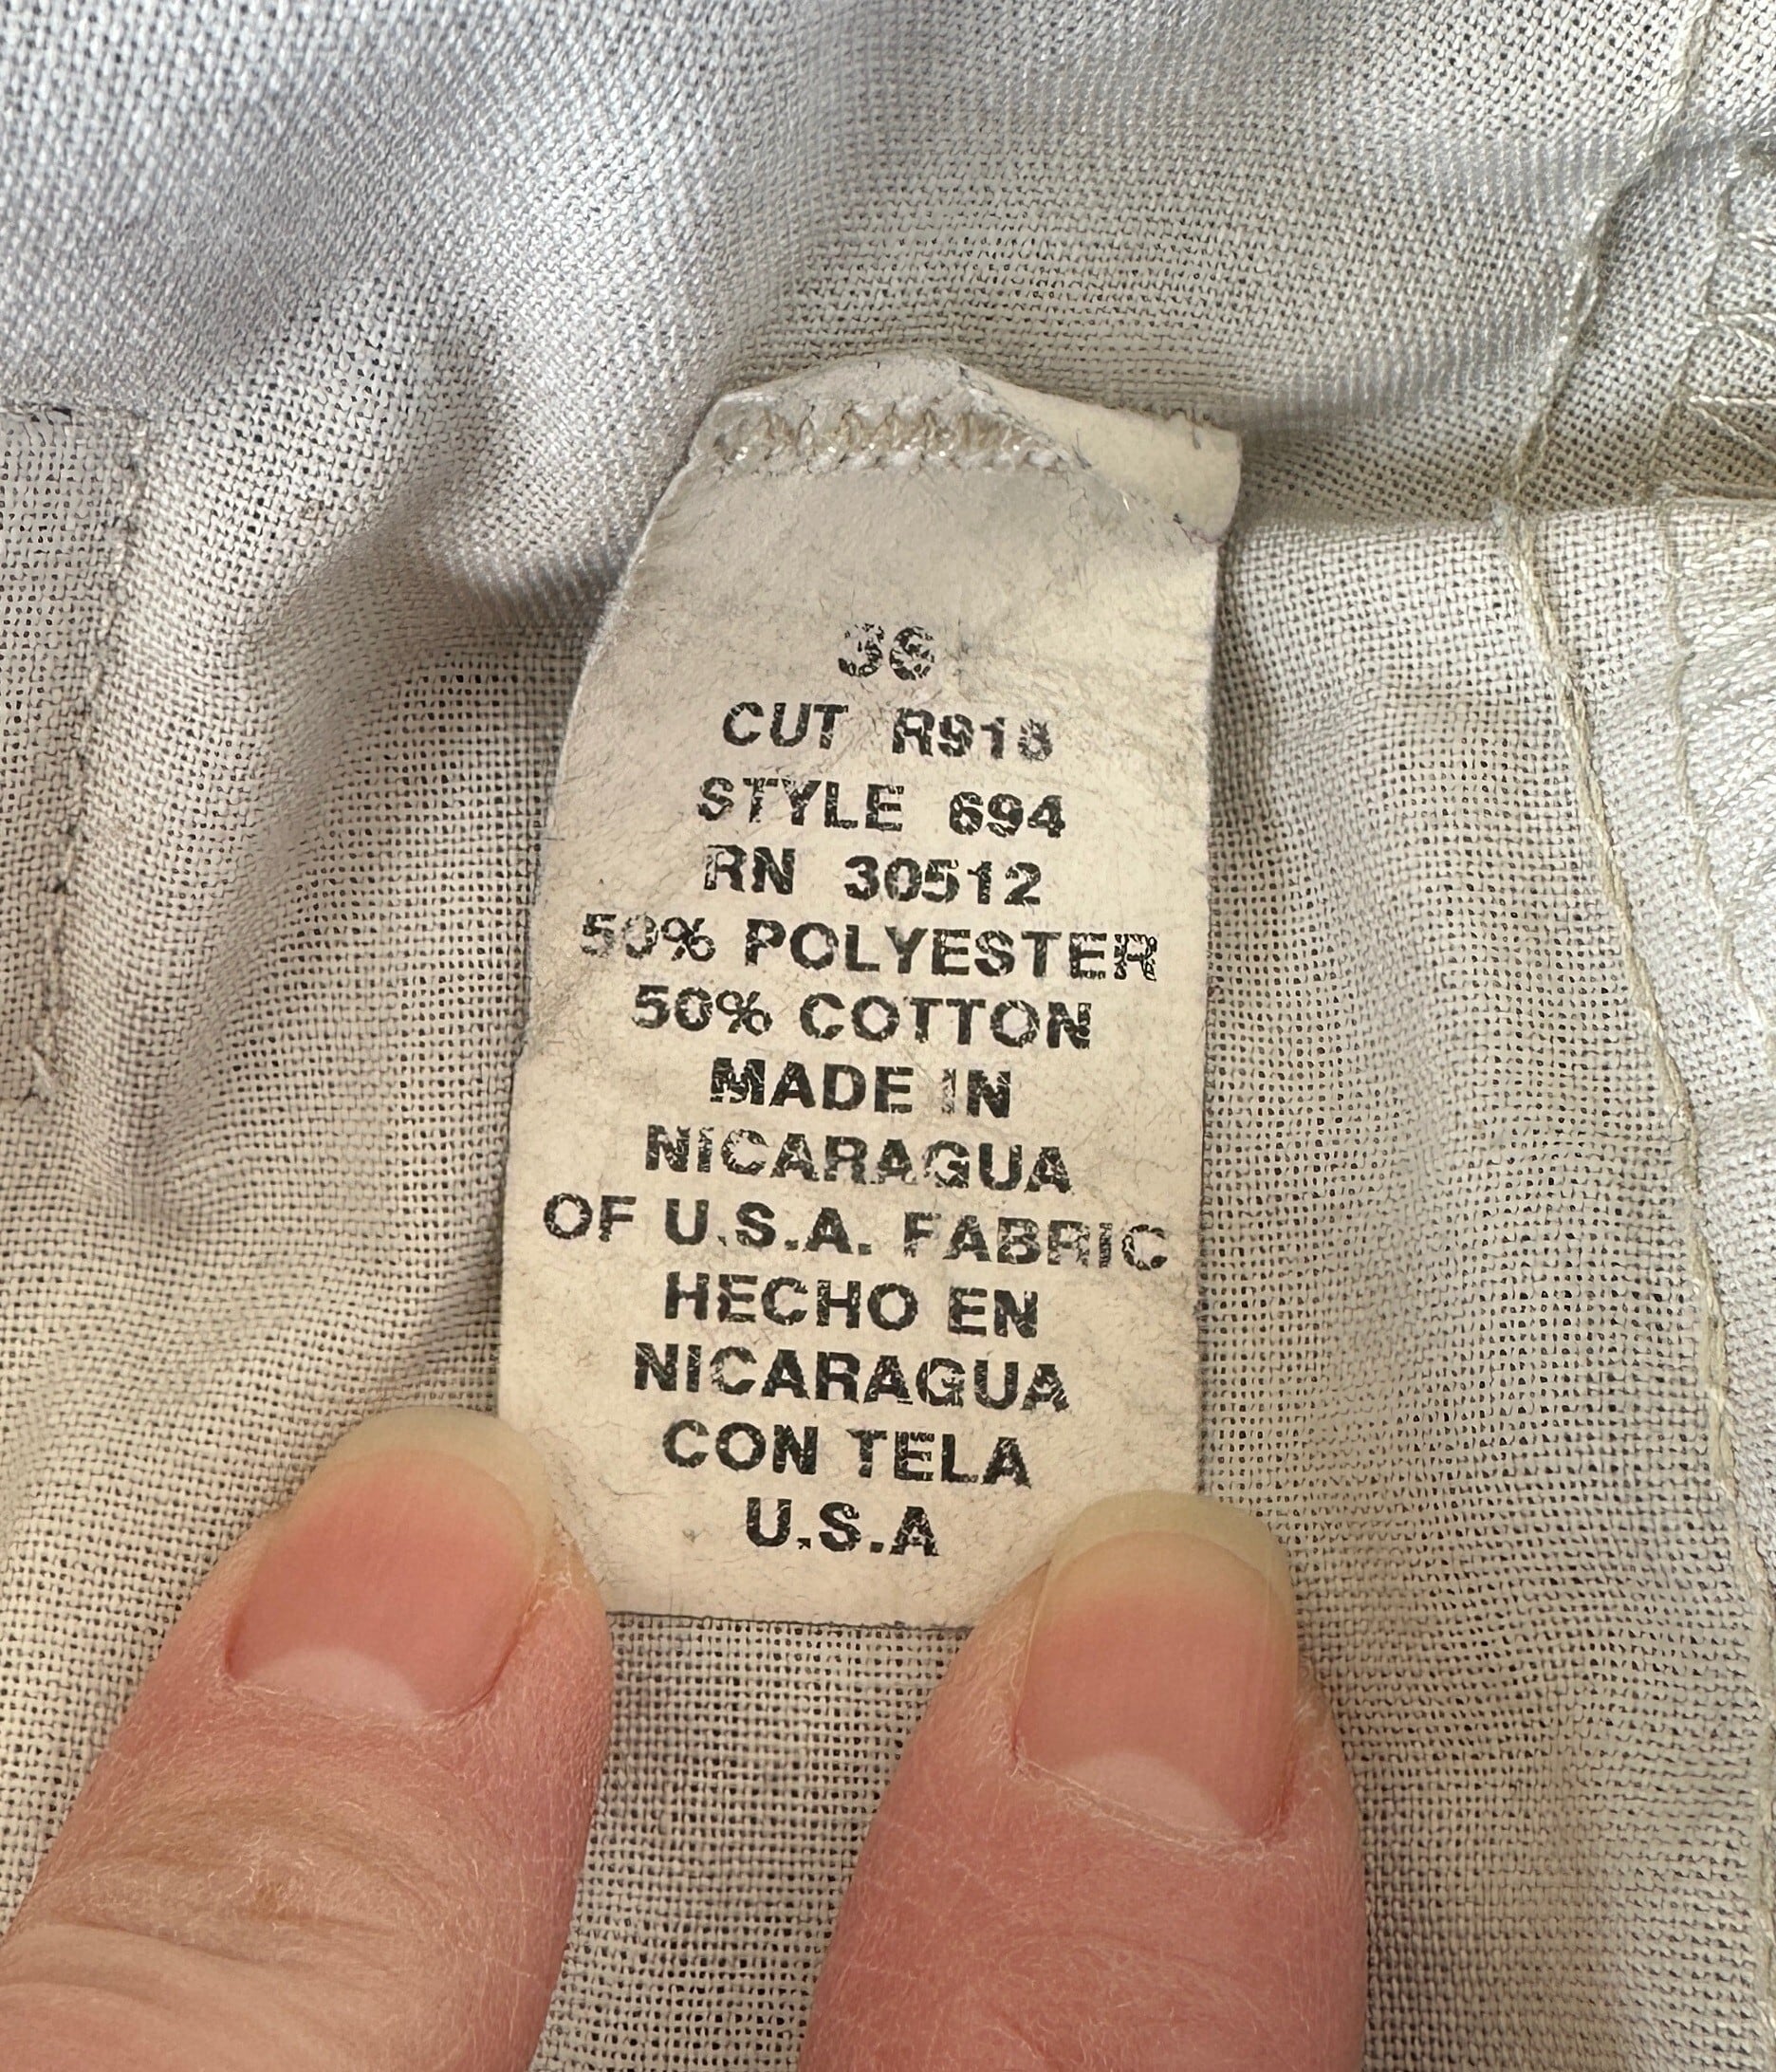 36
CUT R918
STYLE 694
RN 30512
50% POLYESTER
50% COTTON
MADE IN
NICARAGUA
OF U.S.A. FABRIC
HECHO EN
NICARAGUA
CON TELA
U.S.A